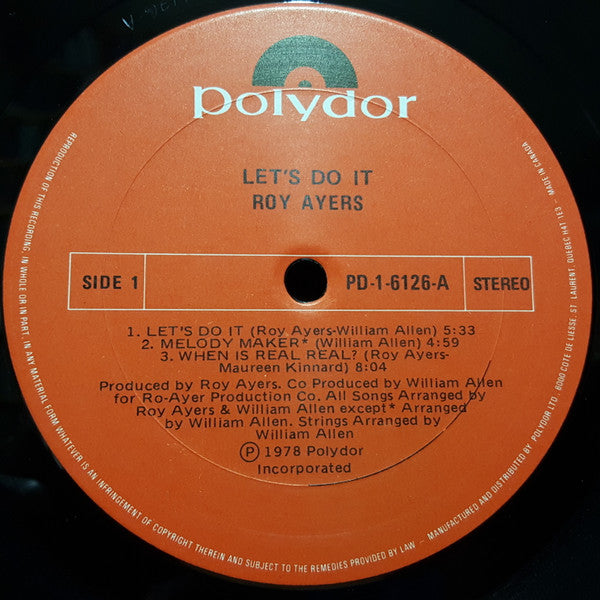 polydor
LET'S DO IT
ROY AYERS
SIDE 1
PD-1-6126-A
STEREO
1. LET'S DO IT (Roy Ayers-William Allen) 5:33
2. MELODY MAKER* (William Allen) 4:59
3. WHEN IS REAL REAL? (Roy Ayers-
Maureen Kinnard) 8:04
Produced by Roy Ayers. Co Produced by William Allen
for Ro-Ayer Production Co. All Songs Arranged by
Roy Ayers & William Allen except* Arranged
by William Allen. Strings Arranged by
William Allen
Ⓟ 1978 Polydor
Incorporated
REPRODUCTION OF THIS RECORDING, IN WHOLE OR IN PART, IN ANY MATERIAL FORM WHATEVER IS AN INFRINGEMENT OF COPYRIGHT THEREIN AND SUBJECT TO THE REMEDIES PROVIDED BY LAW – MANUFACTURED AND DISTRIBUTED BY POLYDOR LTD. 6000 COTE DE LIESSE, ST. LAURENT, QUEBEC H4T 1E3 – MADE IN CANADA